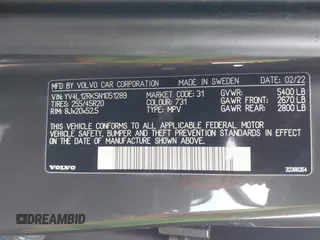 MFD BY VOLVO CAR CORPORATION MADE IN SWEDEN 02/22
VIN: YV4L12RK5N1051289 MARKET CODE: 31 GVWR: 5400 LB
TIRES: 255/45R20 COLOUR: 731 GAWR FRONT: 2670 LB
RIM: 8Jx20x52.5 TYPE: MPV GAWR REAR: 2800 LB
THIS VEHICLE CONFORMS TO ALL APPLICABLE FEDERAL MOTOR
VEHICLE SAFETY, BUMPER AND THEFT PREVENTION STANDARDS IN
EFFECT ON THE DATE OF MANUFACTURE SHOWN ABOVE.
VOLVO
DREAMBID